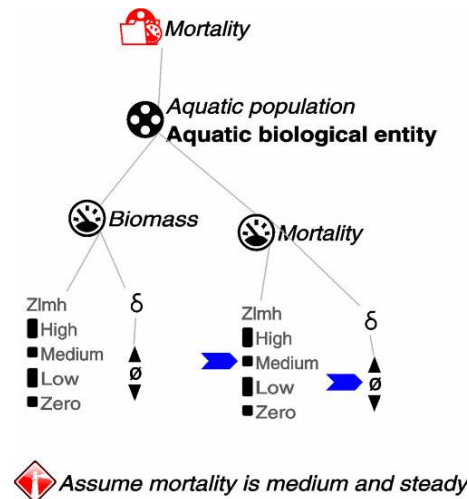 Mortality
Aquatic population
Aquatic biological entity
Biomass
Mortality
Zlmh
High
Medium
Low
Zero
δ
ø
Zlmh
High
Medium
Low
Zero
δ
ø
Assume mortality is medium and steady